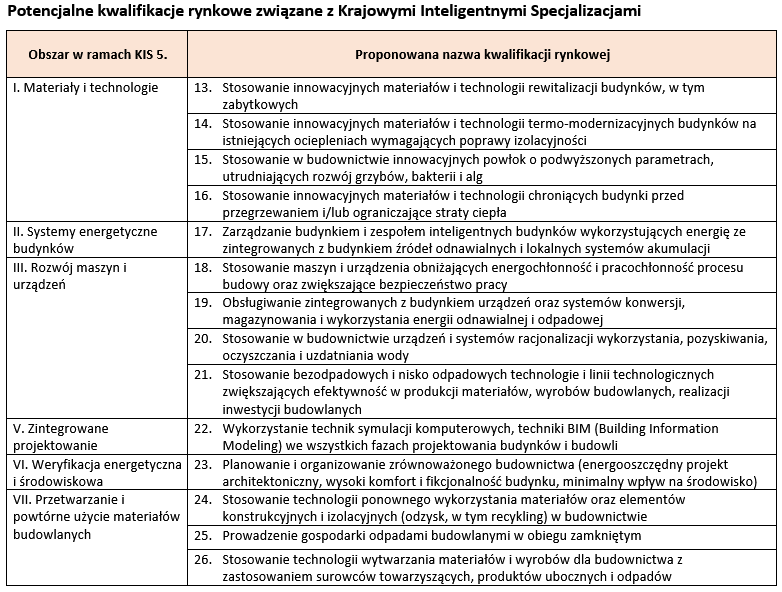 Potencjalne kwalifikacje rynkowe związane z Krajowymi Inteligentnymi Specjalizacjami
Obszar w ramach KIS 5.
Proponowana nazwa kwalifikacji rynkowej
I. Materiały i technologie
13. Stosowanie innowacyjnych materiałów i technologii rewitalizacji budynków, w tym
zabytkowych
14. Stosowanie innowacyjnych materiałów i technologii termo-modernizacyjnych budynków na
istniejących ociepleniach wymagających poprawy izolacyjności
15. Stosowanie w budownictwie innowacyjnych powłok o podwyższonych parametrach,
utrudniających rozwój grzybów, bakterii i alg
16. Stosowanie innowacyjnych materiałów i technologii chroniących budynki przed
przegrzewaniem i/lub ograniczające straty ciepła
II. Systemy energetyczne
budynków
17. Zarządzanie budynkiem i zespołem inteligentnych budynków wykorzystujących energię ze
zintegrowanych z budynkiem źródeł odnawialnych i lokalnych systemów akumulacji
III. Rozwój maszyn i
urządzeń
18. Stosowanie maszyn i urządzenia obniżających energochłonność i pracochłonność procesu
budowy oraz zwiększające bezpieczeństwo pracy
19. Obsługiwanie zintegrowanych z budynkiem urządzeń oraz systemów konwersji,
magazynowania i wykorzystania energii odnawialnej i odpadowej
20. Stosowanie w budownictwie urządzeń i systemów racjonalizacji wykorzystania, pozyskiwania,
oczyszczania i uzdatniania wody
21. Stosowanie bezodpadowych i nisko odpadowych technologie i linii technologicznych
zwiększających efektywność w produkcji materiałów, wyrobów budowlanych, realizacji
inwestycji budowlanych
V. Zintegrowane
projektowanie
22. Wykorzystanie technik symulacji komputerowych, techniki BIM (Building Information
Modeling) we wszystkich fazach projektowania budynków i budowli
VI. Weryfikacja energetyczna
i środowiskowa
23. Planowanie i organizowanie zrównoważonego budownictwa (energooszczędny projekt
architektoniczny, wysoki komfort i fikcjonalność budynku, minimalny wpływ na środowisko)
VII. Przetwarzanie i
powtórne użycie materiałów
budowlanych
24. Stosowanie technologii ponownego wykorzystania materiałów oraz elementów
konstrukcyjnych i izolacyjnych (odzysk, w tym recykling) w budownictwie
25. Prowadzenie gospodarki odpadami budowlanymi w obiegu zamkniętym
26. Stosowanie technologii wytwarzania materiałów i wyrobów dla budownictwa z
zastosowaniem surowców towarzyszących, produktów ubocznych i odpadów